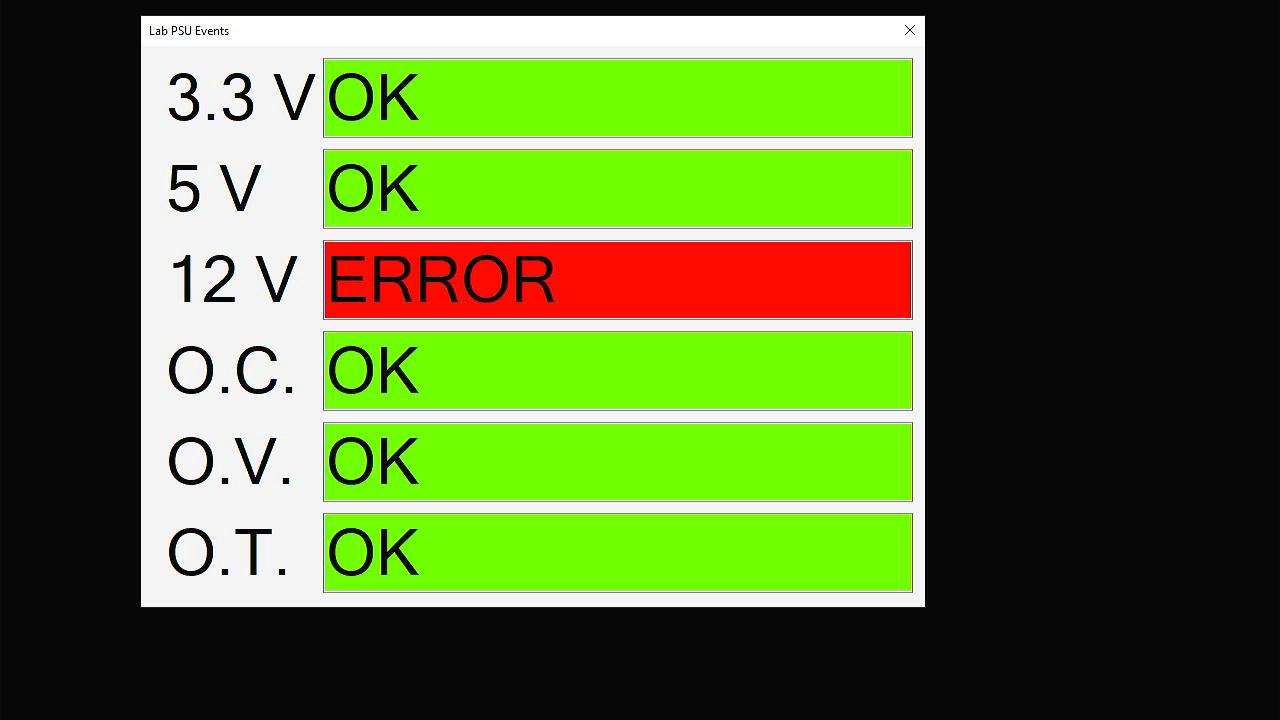 Lab PSU Events
3.3 V OK
5 V OK
12 V ERROR
O.C. OK
O.V. OK
O.T. OK